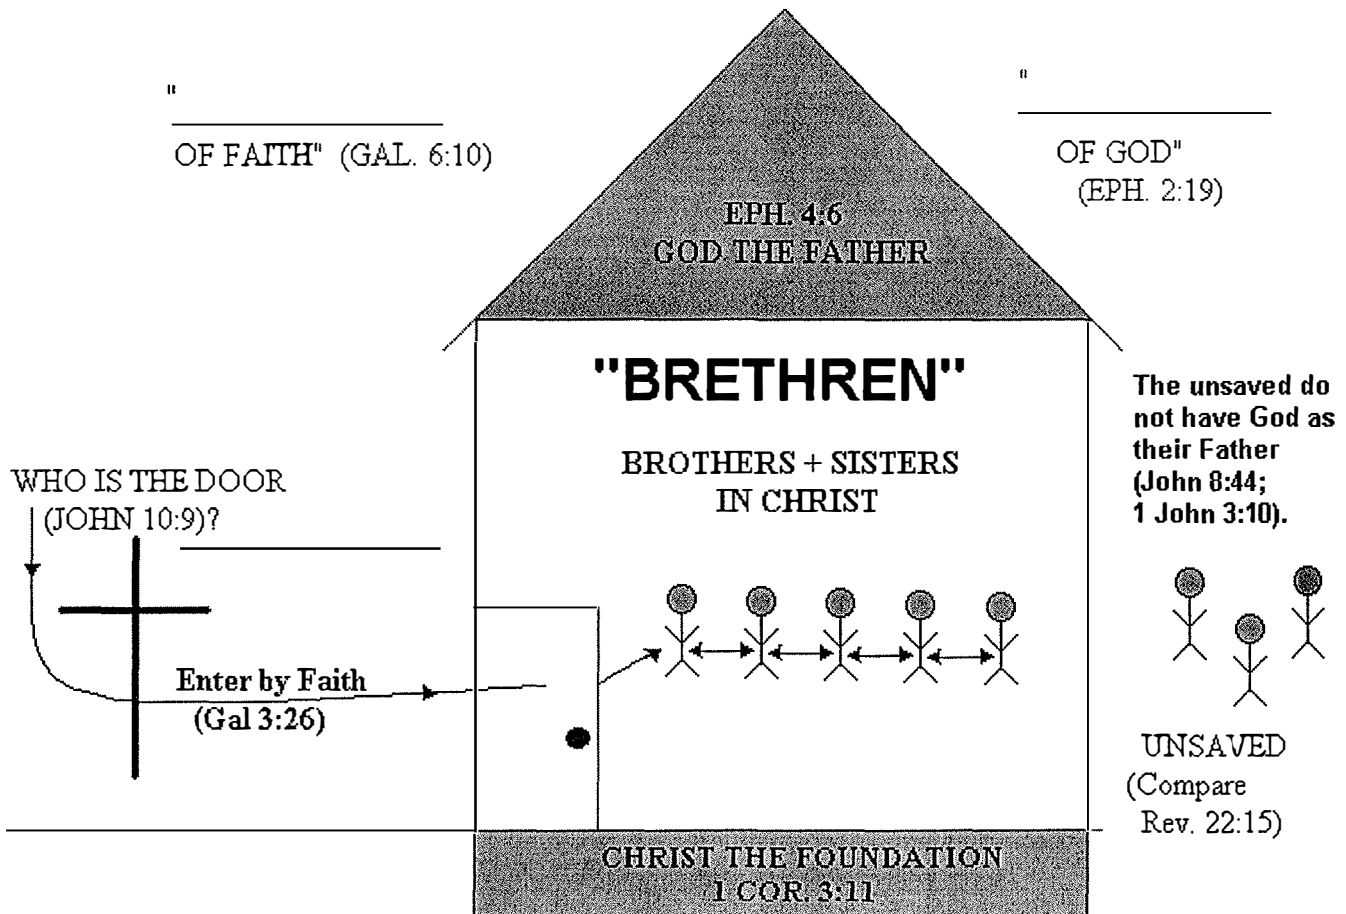 "
OF FAITH" (GAL. 6:10)
"
OF GOD"
(EPH. 2:19)
EPH. 4:6
GOD THE FATHER
"BRETHREN"
BROTHERS + SISTERS
IN CHRIST
WHO IS THE DOOR
(JOHN 10:9)?
Enter by Faith
(Gal 3:26)
The unsaved do
not have God as
their Father
(John 8:44;
1 John 3:10).
UNSAVED
(Compare
Rev. 22:15)
CHRIST THE FOUNDATION
1 COR. 3:11